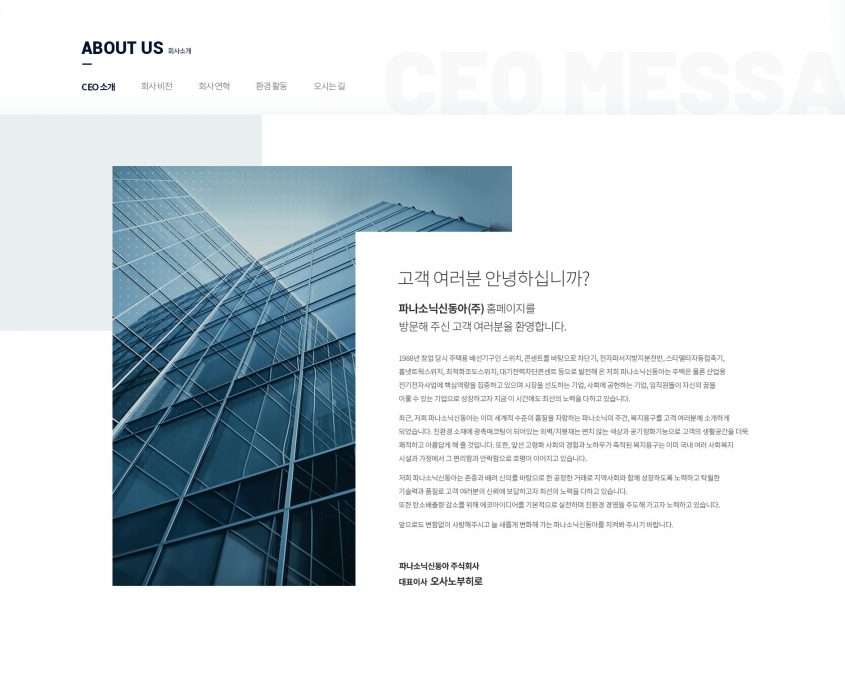 ABOUT US 회사소개
CEO MESSA
CEO 소개 회사 비전 회사 연혁 환경 활동 오시는 길
고객 여러분 안녕하십니까?
파나소닉신동아(주) 홈페이지를
방문해 주신 고객 여러분을 환영합니다.
1988년 창업 당시 주택용 배선기구인 스위치, 콘센트를 바탕으로 차단기, 전자파서지방지분전반, 스타델타자동접촉기,
홈넷트웍스위치, 최적화조도스위치, 대기전력차단콘센트 등으로 발전해 온 저희 파나소닉신동아는 주택은 물론 산업용
전기전자사업에 핵심역량을 집중하고 있으며 시장을 선도하는 기업, 사회에 공헌하는 기업, 임직원들이 자신의 꿈을
이룰 수 있는 기업으로 성장하고자 지금 이 시간에도 최선의 노력을 다하고 있습니다.
최근, 저희 파나소닉신동아는 이미 세계적 수준의 품질을 자랑하는 파나소닉의 주건, 복지용구를 고객 여러분께 소개하게
되었습니다. 친환경 소재에 광촉매코팅이 되어있는 외벽/지붕재는 변치 않는 색상과 공기정화기능으로 고객의 생활공간을 더욱
쾌적하고 아름답게 해 줄 것입니다. 또한, 앞선 고령화 사회의 경험과 노하우가 축적된 복지용구는 이미 국내 여러 사회복지
시설과 가정에서 그 편리함과 안락함으로 호평이 이어지고 있습니다.
저희 파나소닉신동아는 존중과 배려 신의를 바탕으로 한 공정한 거래로 지역사회와 함께 성장하도록 노력하고 탁월한
기술력과 품질로 고객 여러분의 신뢰에 보답하고자 최선의 노력을 다하고 있습니다.
또한 탄소배출량 감소를 위해 에코아이디어를 기본적으로 실천하며 친환경 경영을 주도해 가고자 노력하고 있습니다.
앞으로도 변함없이 사랑해주시고 늘 새롭게 변화해 가는 파나소닉신동아를 지켜봐 주시기 바랍니다.
파나소닉신동아 주식회사
대표이사 오사노부히로